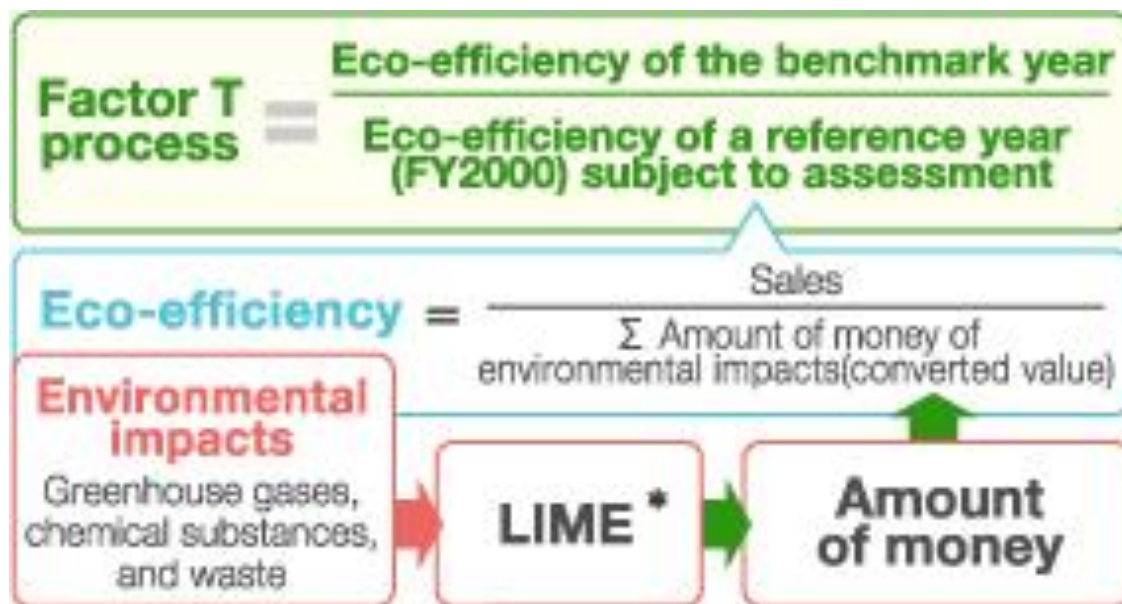 Factor T
process
=
Eco-efficiency of the benchmark year
Eco-efficiency of a reference year
(FY2000) subject to assessment
Eco-efficiency =
Sales
Σ Amount of money of
environmental impacts(converted value)
Environmental
impacts
Greenhouse gases,
chemical substances,
and waste
LIME *
Amount
of money